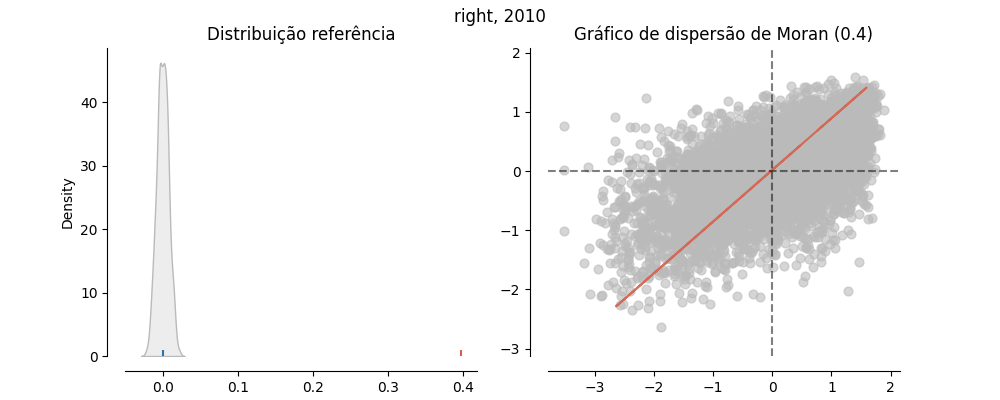 right, 2010
Distribuição referência
Gráfico de dispersão de Moran (0.4)
Density
40
30
20
10
0
0.0 0.1 0.2 0.3 0.4
2
1
0
−1
−2
−3
−3 −2 −1 0 1 2